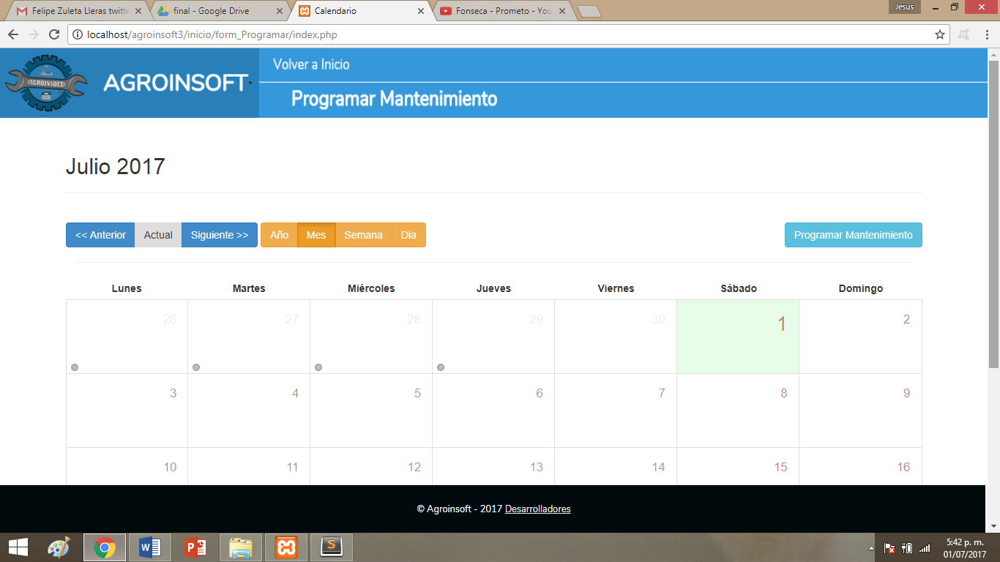 Felipe Zuleta Lleras twitte
final - Google Drive
Calendario
Fonseca - Prometo - You
Jesus
localhost/agroinsoft3/inicio/form_Programar/index.php
AGROINSOFT
AGROINSOFT
Volver a Inicio
Programar Mantenimiento
Julio 2017
<< Anterior Actual Siguiente >> Año Mes Semana Dia Programar Mantenimiento
Lunes Martes Miércoles Jueves Viernes Sábado Domingo
26 27 28 29 30 1 2
3 4 5 6 7 8 9
10 11 12 13 14 15 16
© Agroinsoft - 2017 Desarrolladores
5:42 p. m.
01/07/2017